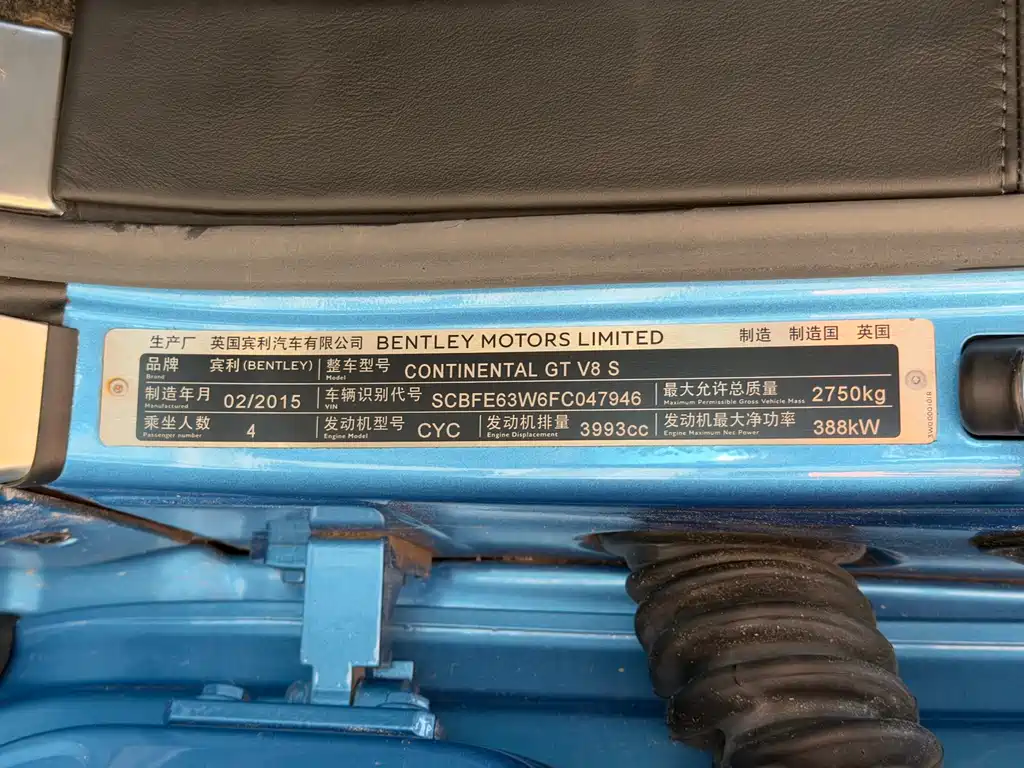 生产厂 英国宾利汽车有限公司 BENTLEY MOTORS LIMITED 制造 制造国 英国
品牌 宾利(BENTLEY) 整车型号 CONTINENTAL GT V8 S
Brand Model
制造年月 02/2015 车辆识别代号 SCBFE63W6FC047946 最大允许总质量 2750kg
Manufactured VIN Maximum Permissible Gross Vehicle Mass
乘坐人数 4 发动机型号 CYC 发动机排量 3993cc 发动机最大净功率 388kW
Passenger number Engine Model Engine Displacement Engine Maximum Net Power